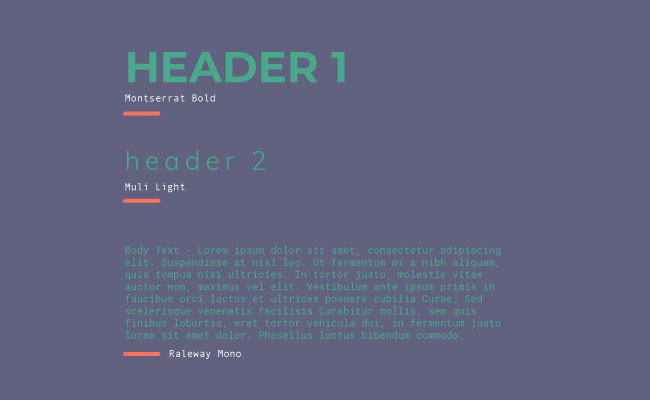 HEADER 1
Montserrat Bold
header 2
Muli Light
Body Text - Lorem ipsum dolor sit amet, consectetur adipiscing
elit. Suspendisse at nisl leo. Ut fermentum mi a nibh aliquam,
quis tempus nisi ultricies. In tortor justo, molestie vitae
auctor non, maximus vel elit. Vestibulum ante ipsum primis in
faucibus orci luctus et ultrices posuere cubilia Curae; Sed
scelerisque venenatis facilisis.Curabitur mollis, sem quis
finibus lobortis, erat tortor vehicula dui, in fermentum justo
lorem sit amet dolor. Phasellus luctus bibendum commodo.
Raleway Mono